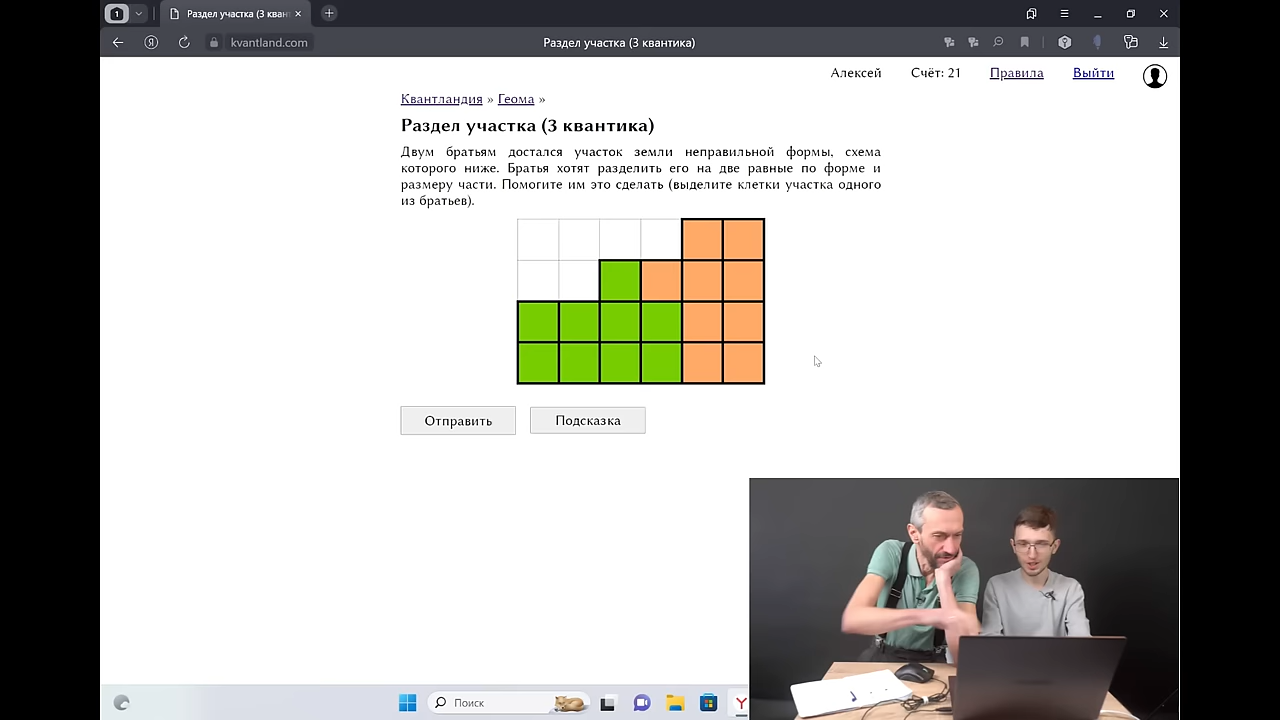 1
Раздел участка (3 квант
kvantland.com
Раздел участка (3 квантика)
Алексей Счёт: 21 Правила Выйти
Квантландия » Геома »
Раздел участка (3 квантика)
Двум братьям достался участок земли неправильной формы, схема
которого ниже. Братья хотят разделить его на две равные по форме и
размеру части. Помогите им это сделать (выделите клетки участка одного
из братьев).
Отправить Подсказка
Поиск